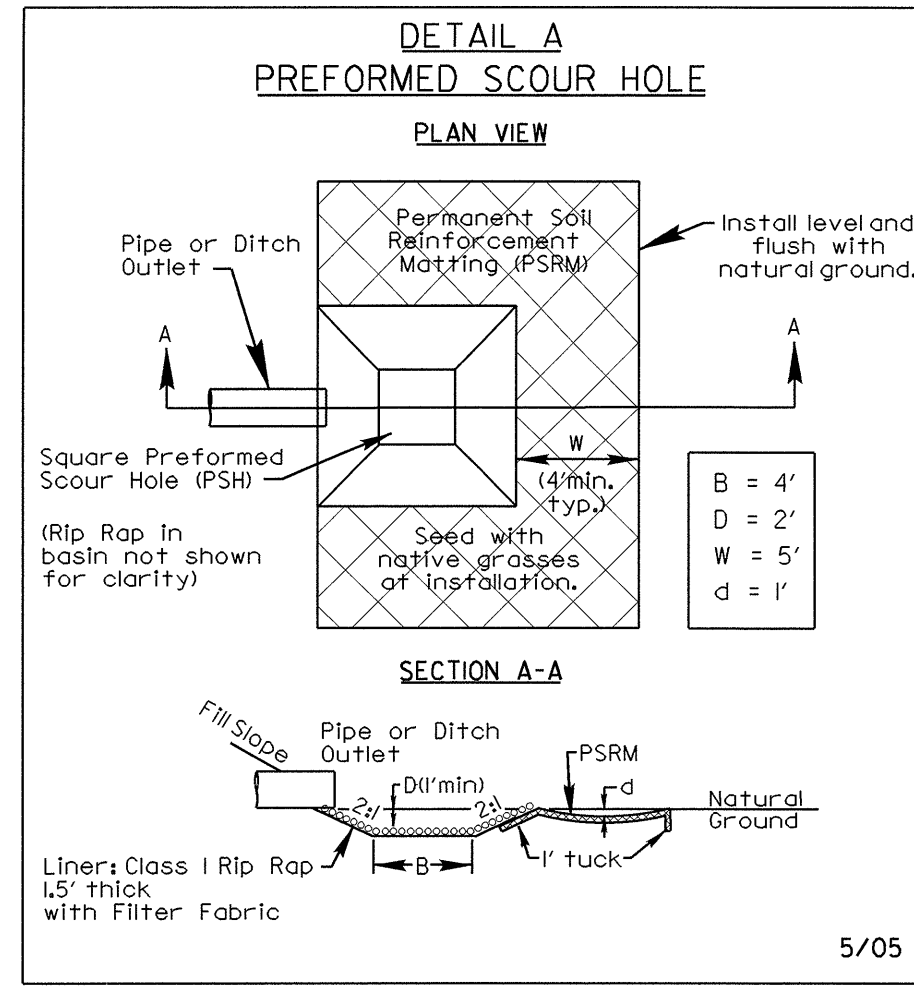 DETAIL A
PREFORMED SCOUR HOLE
PLAN VIEW
Permanent Soil
Reinforcement
Matting (PSRM)
Install level and
flush with
natural ground.
Pipe or Ditch
Outlet
A
A
Square Preformed
Scour Hole (PSH)
(Rip Rap in
basin not shown
for clarity)
W
(4'min.
typ.)
Seed with
native grasses
at installation.
B = 4'
D = 2'
W = 5'
d = 1'
SECTION A-A
Fill Slope
Pipe or Ditch
Outlet
D(1'min)
2:1
2:1
PSRM
d
Natural
Ground
B
1' tuck
Liner: Class I Rip Rap
1.5' thick
with Filter Fabric
5/05